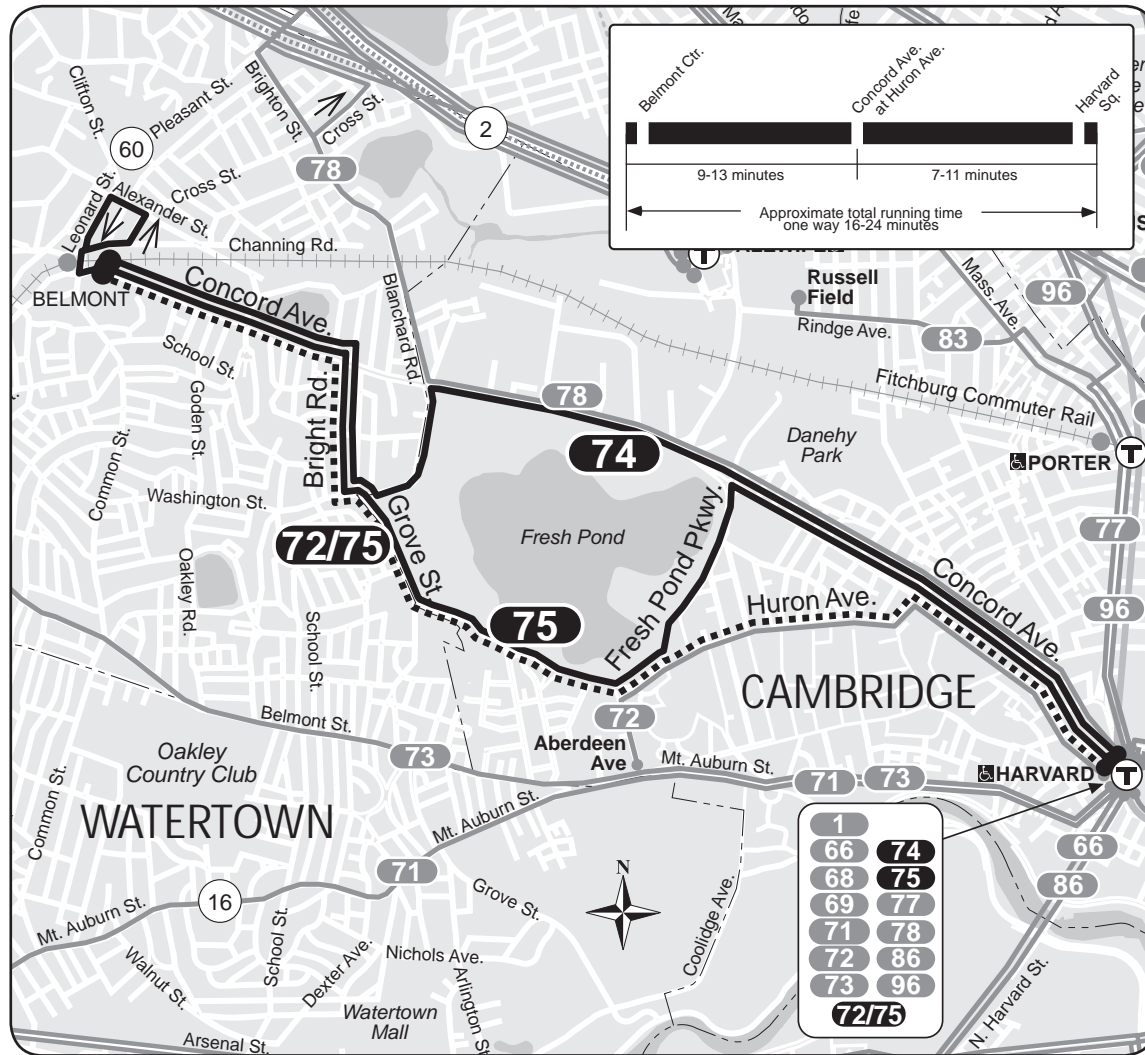 Belmont Ctr.
Concord Ave.
at Huron Ave.
Harvard
Sq.
9-13 minutes
7-11 minutes
Approximate total running time
one way 16-24 minutes
Clifton St.
Pleasant St.
Brighton St.
Cross St.
2
60
78
Leonard St.
Alexander St.
Cross St.
Channing Rd.
BELMONT
Concord Ave.
Blanchard Rd.
Russell
Field
Rindge Ave.
83
Mass. Ave.
96
Fitchburg Commuter Rail
School St.
Goden St.
Common St.
Bright Rd.
78
74
Danehy
Park
T
PORTER
T
Washington St.
72/75
Grove St.
Fresh Pond
Fresh Pond Pkwy.
77
Oakley Rd.
School St.
75
Huron Ave.
Concord Ave.
96
CAMBRIDGE
Belmont St.
73
72
Aberdeen
Ave
Mt. Auburn St.
71
73
HARVARD
T
Oakley
Country Club
Common St.
WATERTOWN
Mt. Auburn St.
71
1
66
74
68
75
69
77
71
78
72
86
73
96
72/75
66
86
16
Mt. Auburn St.
School St.
Grove St.
N
Coolidge Ave.
Walnut St.
Dexter Ave.
Nichols Ave.
Arlington St.
Watertown
Mall
N. Harvard St.
Arsenal St.